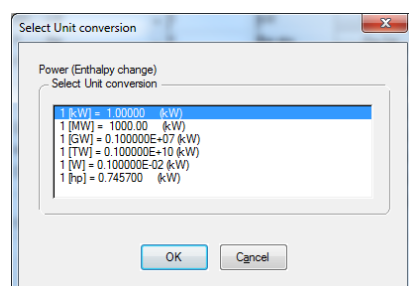 Select Unit conversion
Power (Enthalpy change)
Select Unit conversion
1 [kW] = 1.00000 (kW)
1 [MW] = 1000.00 (kW)
1 [GW] = 0.100000E+07 (kW)
1 [TW] = 0.100000E+10 (kW)
1 [W] = 0.100000E-02 (kW)
1 [hp] = 0.745700 (kW)
OK Cancel